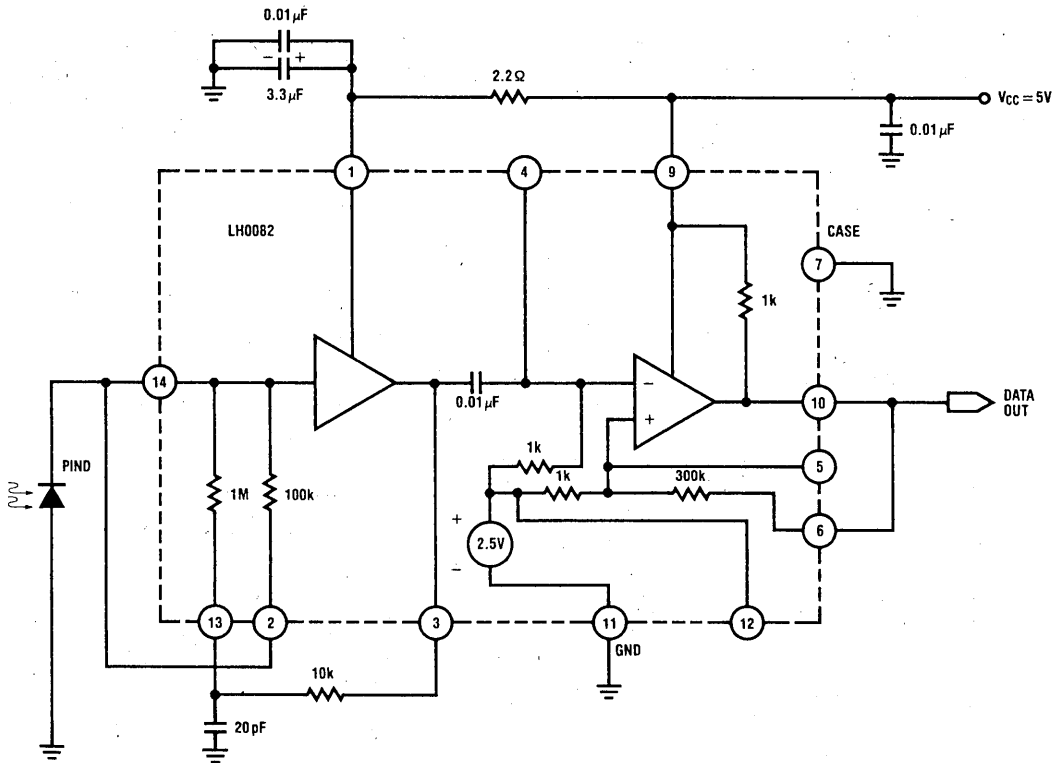 0.01μF
− +
3.3μF
2.2Ω
VCC = 5V
0.01μF
1
4
9
LH0082
CASE
7
1k
14
0.01μF
−
+
10
DATA
OUT
PIND
1M
100k
1k
1k
300k
5
6
+
2.5V
−
13
2
3
11
GND
12
10k
20pF